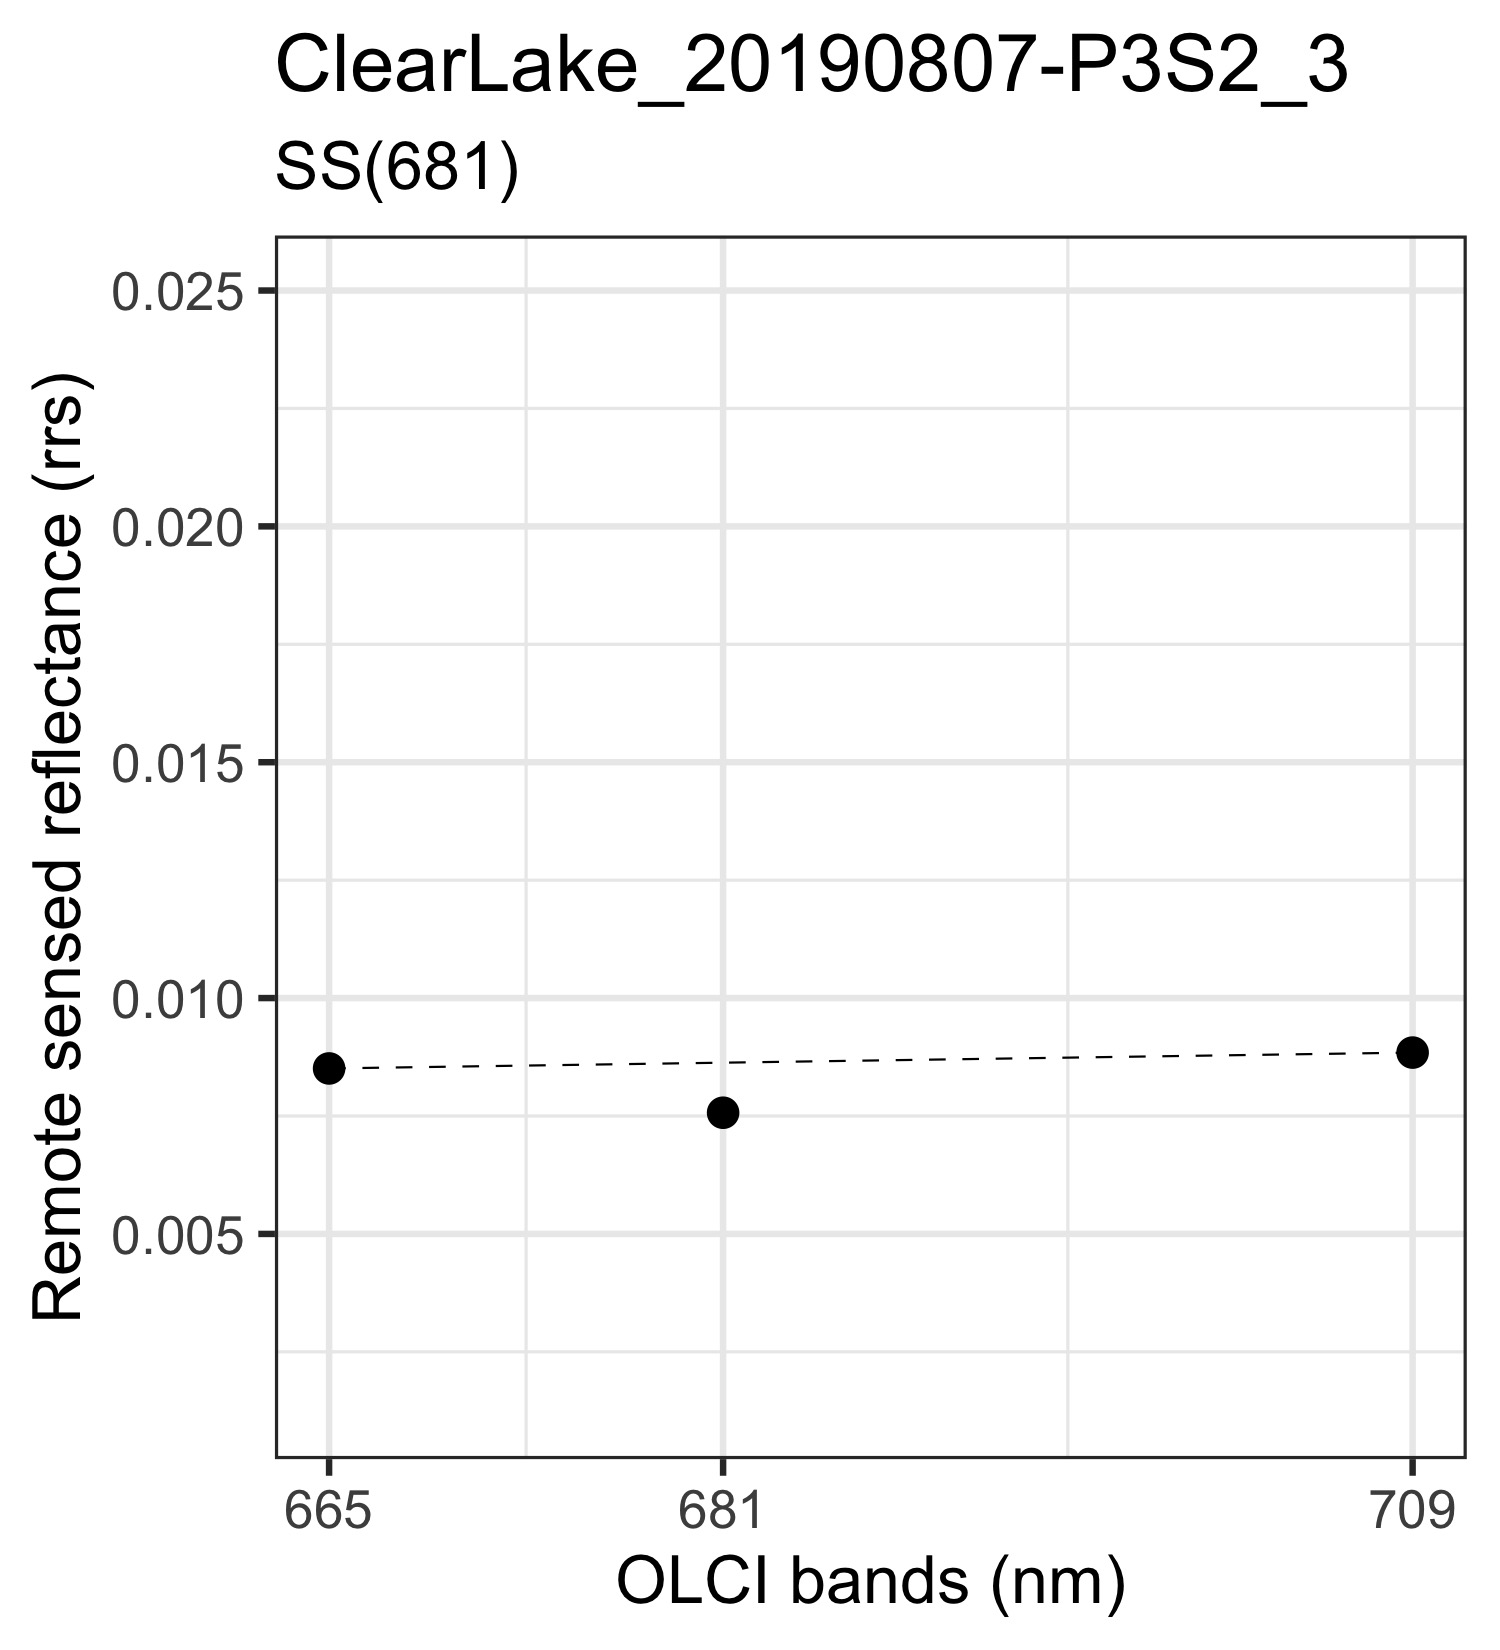 ClearLake_20190807-P3S2_3
SS(681)
Remote sensed reflectance (rrs)
0.025
0.020
0.015
0.010
0.005
665 681 709
OLCI bands (nm)